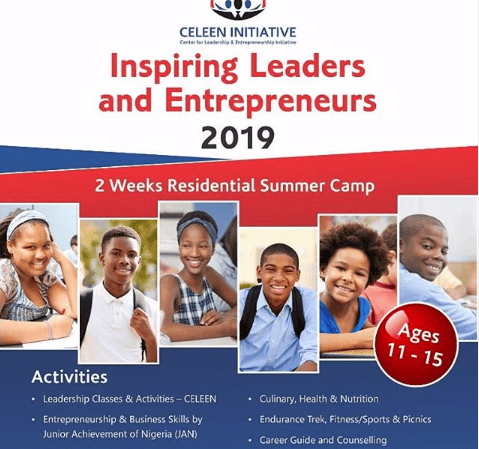 CELEEN INITIATIVE
Center for Leadership & Entrepreneurship Initiative
Inspiring Leaders
and Entrepreneurs
2019
2 Weeks Residential Summer Camp
Ages
11 - 15
Activities
• Leadership Classes & Activities – CELEEN
• Entrepreneurship & Business Skills by
Junior Achievement of Nigeria (JAN)
• Culinary, Health & Nutrition
• Endurance Trek, Fitness/Sports & Picnics
• Career Guide and Counselling